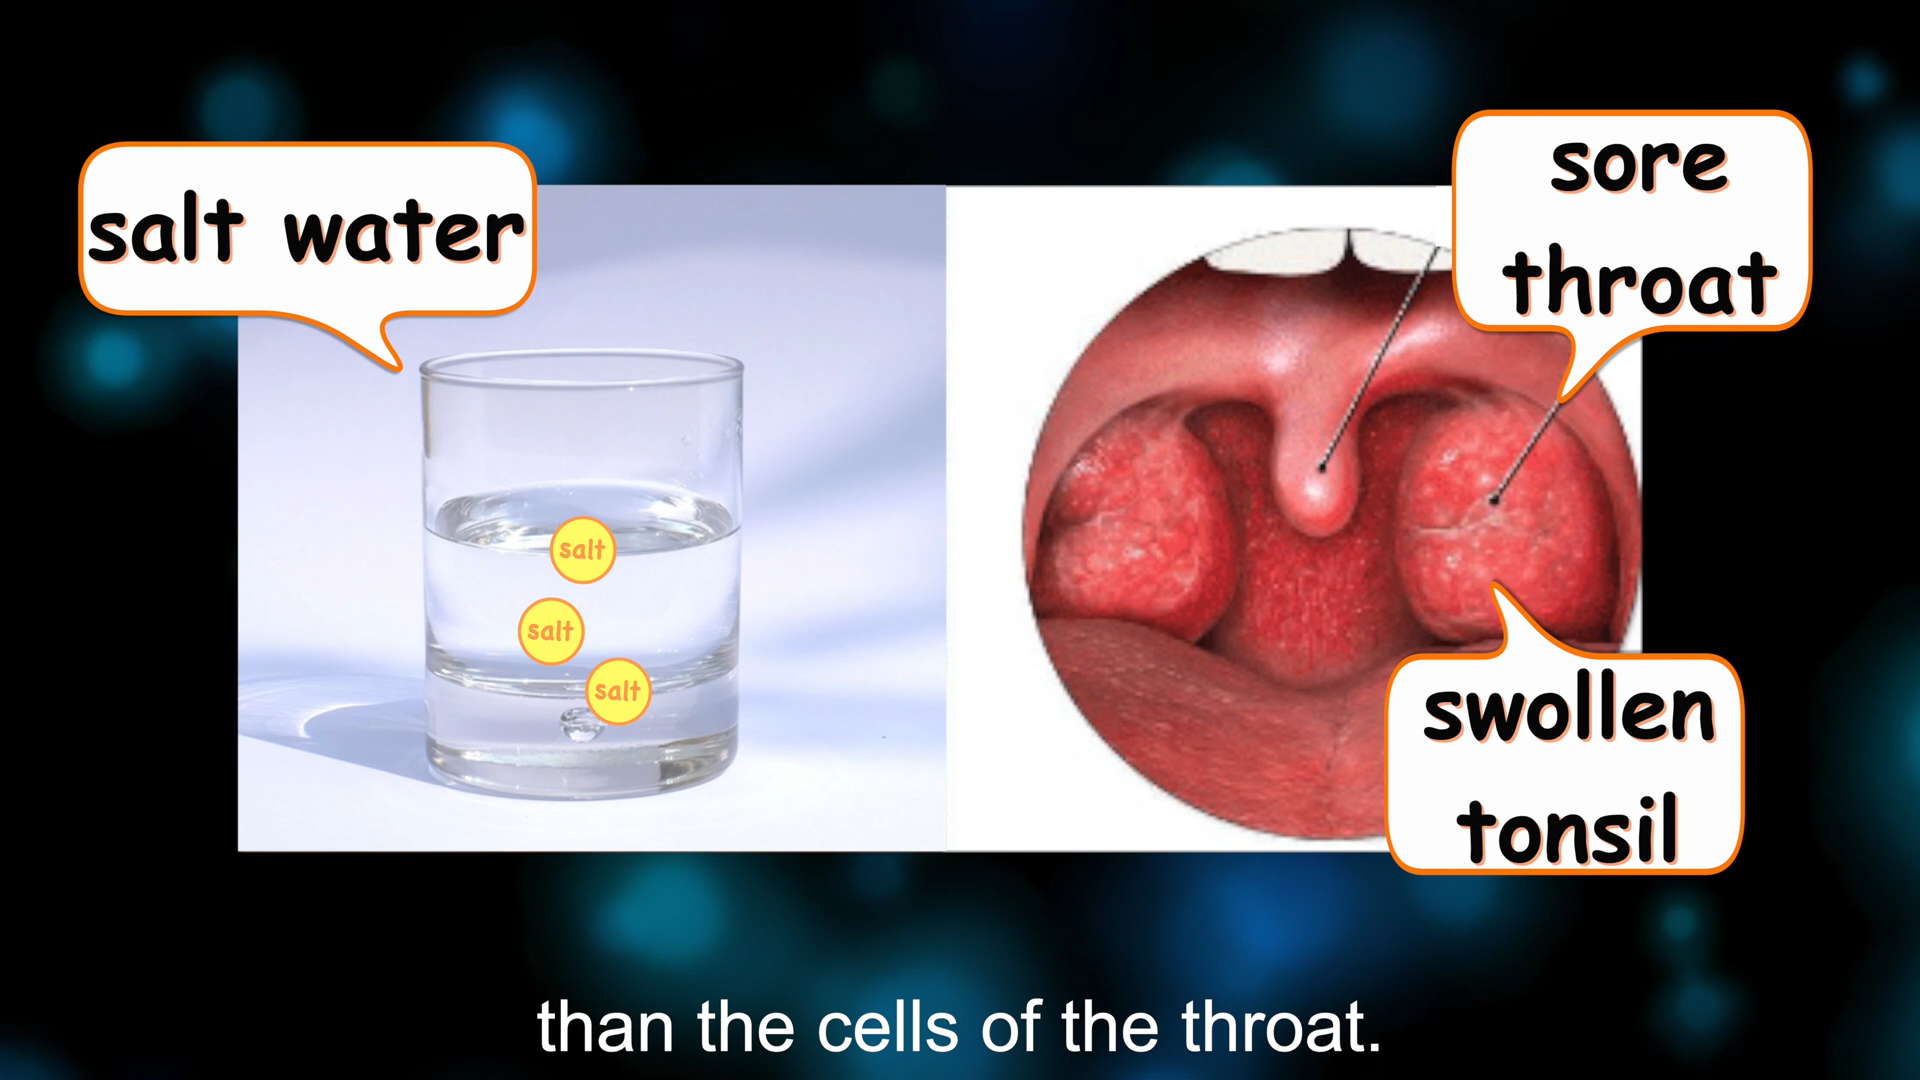 salt water
sore
throat
salt
salt
salt
swollen
tonsil
than the cells of the throat.